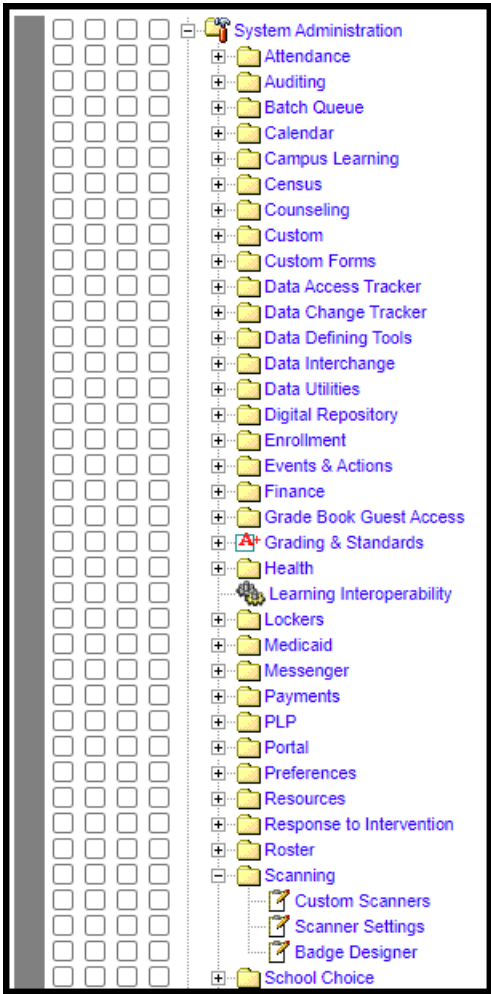 System Administration
Attendance
Auditing
Batch Queue
Calendar
Campus Learning
Census
Counseling
Custom
Custom Forms
Data Access Tracker
Data Change Tracker
Data Defining Tools
Data Interchange
Data Utilities
Digital Repository
Enrollment
Events & Actions
Finance
Grade Book Guest Access
A+ Grading & Standards
Health
Learning Interoperability
Lockers
Medicaid
Messenger
Payments
PLP
Portal
Preferences
Resources
Response to Intervention
Roster
Scanning
Custom Scanners
Scanner Settings
Badge Designer
School Choice